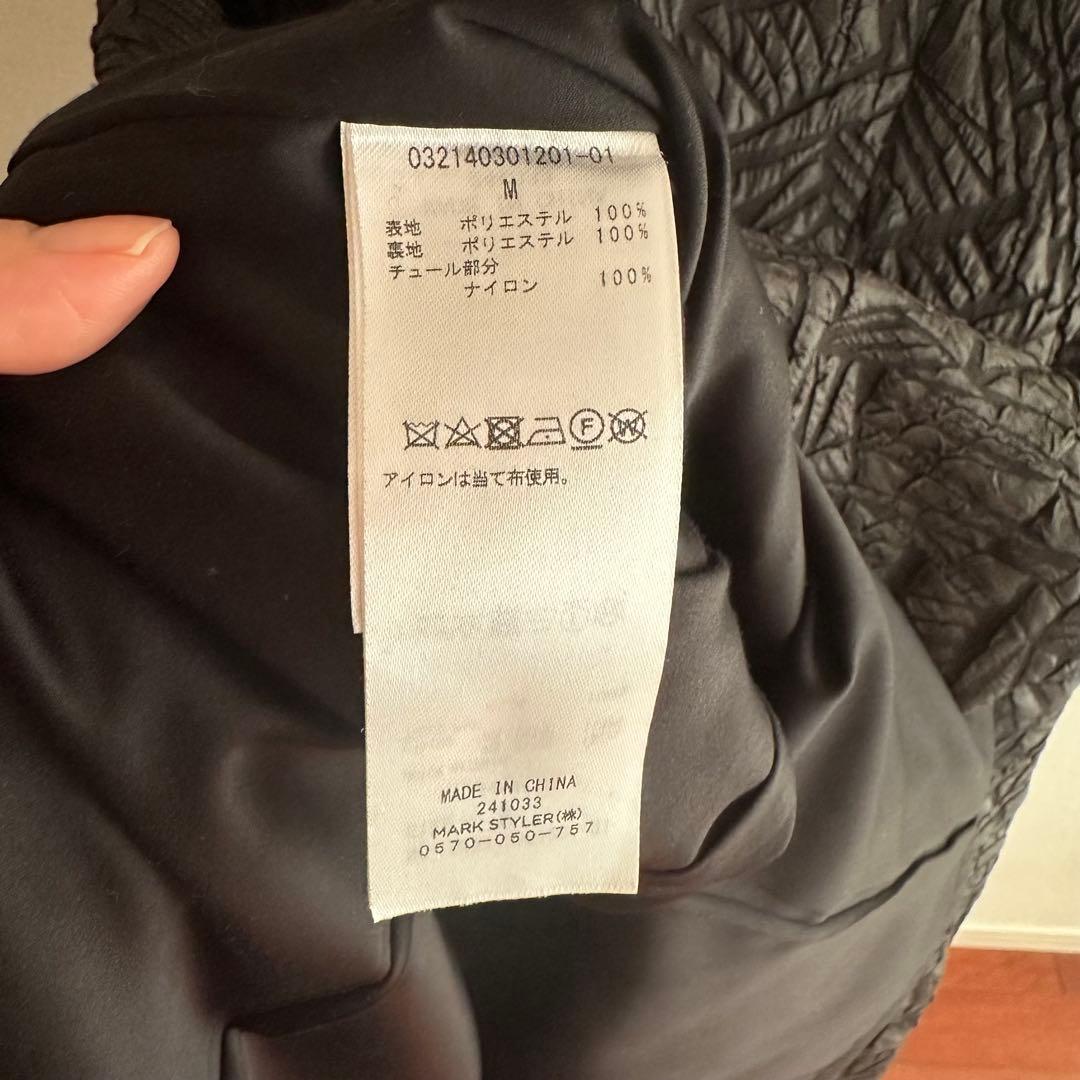 032140301201-01
M
表地 ポリエステル 100%
裏地 ポリエステル 100%
チュール部分
ナイロン 100%
F W
アイロンは当て布使用。
MADE IN CHINA
241033
MARK STYLER(株)
0570-050-757